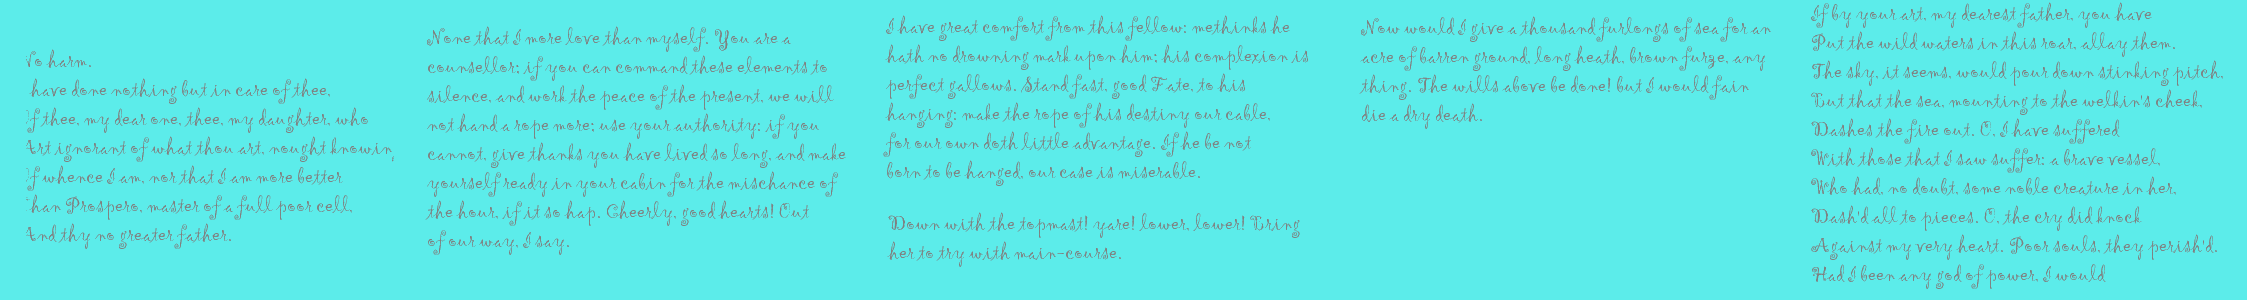 No harm.
have done nothing but in care of thee,
Of thee, my dear one, thee, my daughter, who
Art ignorant of what thou art, nought knowin
Of whence I am, nor that I am more better
Than Prospero, master of a full poor cell,
And thy no greater father.
None that I more love than myself. You are a
counsellor; if you can command these elements to
silence, and work the peace of the present, we will
not hand a rope more; use your authority: if you
cannot, give thanks you have lived so long, and make
yourself ready in your cabin for the mischance of
the hour, if it so hap. Cheerly, good hearts! Out
of our way, I say.
I have great comfort from this fellow: methinks he
hath no drowning mark upon him; his complexion is
perfect gallows. Stand fast, good Fate, to his
hanging: make the rope of his destiny our cable,
for our own doth little advantage. If he be not
born to be hanged, our case is miserable.
Down with the topmast! yare! lower, lower! Bring
her to try with main-course.
Now would I give a thousand furlongs of sea for an
acre of barren ground, long heath, brown furze, any
thing. The wills above be done! but I would fain
die a dry death.
If by your art, my dearest father, you have
Put the wild waters in this roar, allay them.
The sky, it seems, would pour down stinking pitch,
But that the sea, mounting to the welkin's cheek,
Dashes the fire out. O, I have suffered
With those that I saw suffer: a brave vessel,
Who had, no doubt, some noble creature in her,
Dash'd all to pieces. O, the cry did knock
Against my very heart. Poor souls, they perish'd.
Had I been any god of power, I would